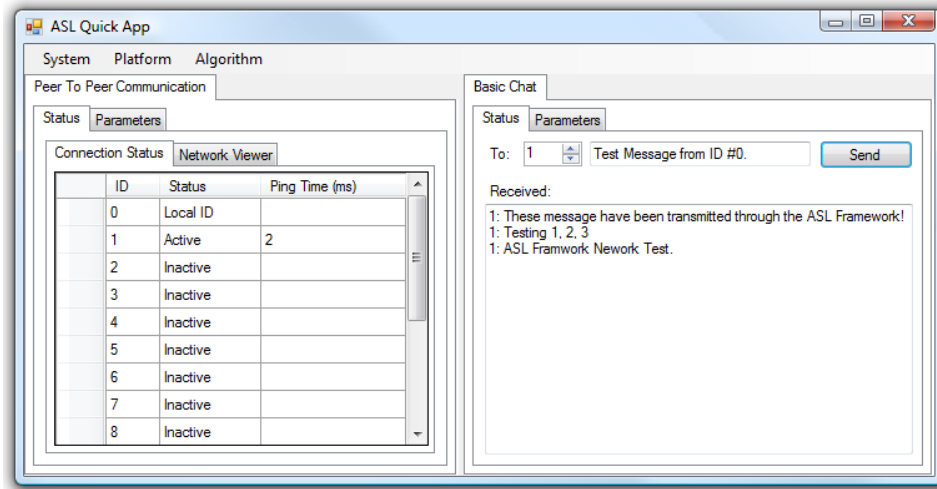 ASL Quick App
System Platform Algorithm
Peer To Peer Communication
Status Parameters
Connection Status Network Viewer
ID Status Ping Time (ms)
0 Local ID
1 Active 2
2 Inactive
3 Inactive
4 Inactive
5 Inactive
6 Inactive
7 Inactive
8 Inactive
Basic Chat
Status Parameters
To: 1 Test Message from ID #0. Send
Received:
1: These message have been transmitted through the ASL Framework!
1: Testing 1, 2, 3
1: ASL Framwork Nework Test.